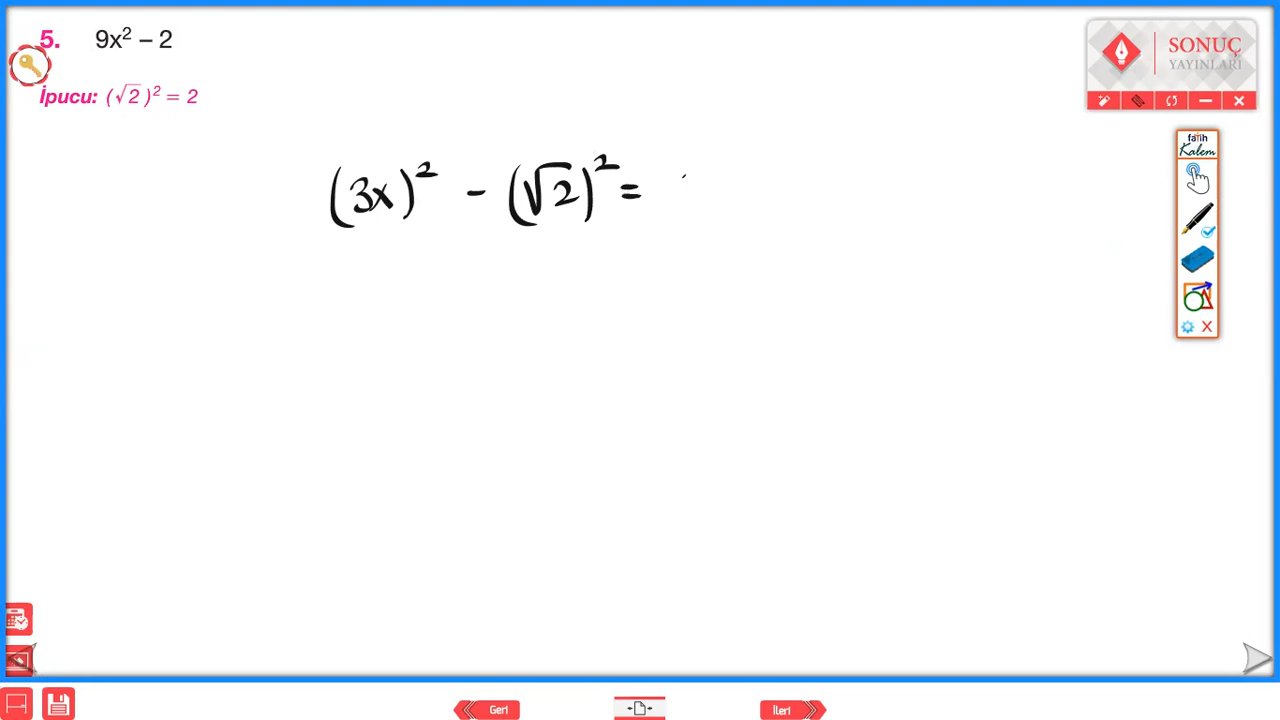 5. 9x² – 2
İpucu: (√2)² = 2
(3x)² - (√2)² =
SONUÇ
YAYINLARI
fatih
Kalem
Geri
İleri